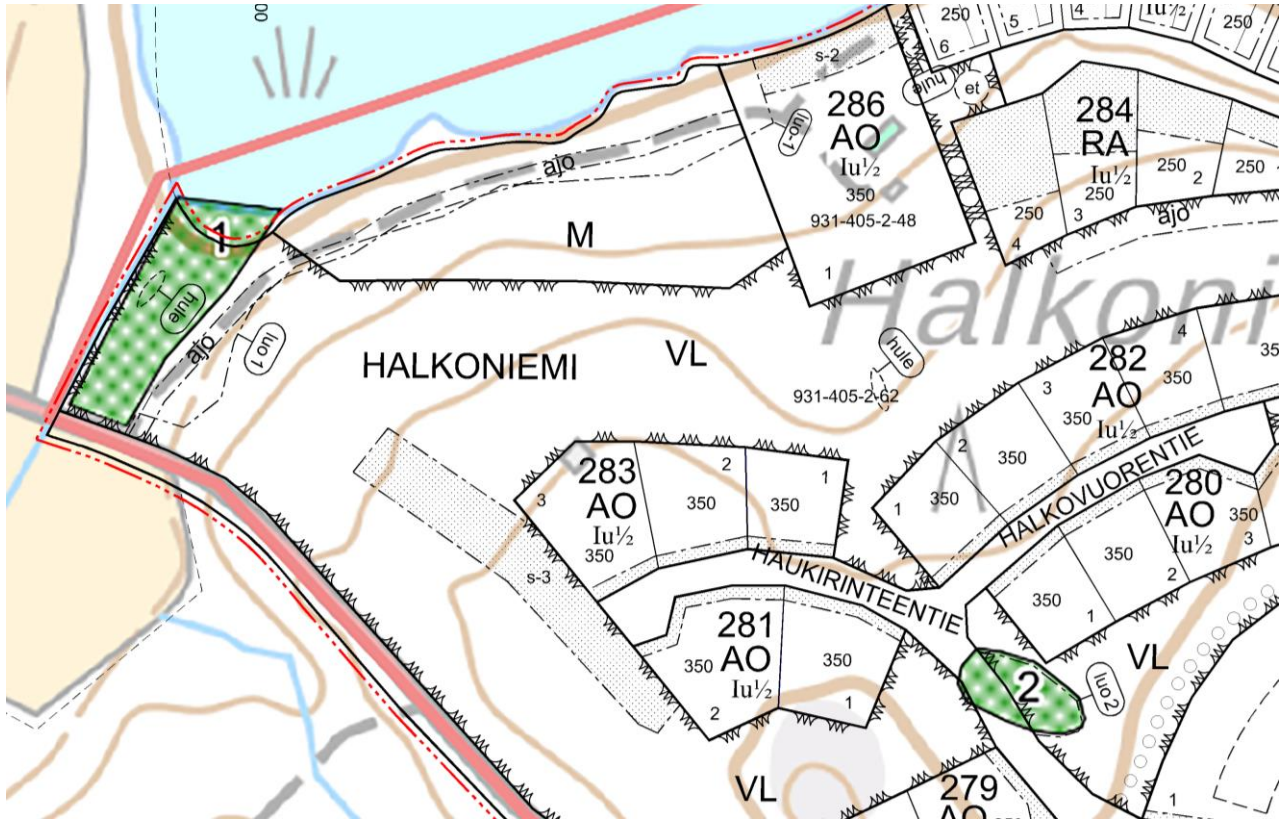 00
250
5
4
Iu½
250
6
s-2
hule
et
286
AO
Iu½
350
931-405-2-48
1
luo-1
284
RA
Iu½
250
250
250
250
2
3
4
ajo
ajo
1
M
hule
ajo
luo 1
Halkoni
HALKONIEMI
VL
hule
931-405-2-62
282
AO
Iu½
4
3
2
1
350
350
350
350
35
HALKOVUORENTIE
283
AO
Iu½
350
3
2
1
350
350
s-3
HAUKIRINTEENTIE
280
AO
Iu½
350
350
350
3
2
1
281
AO
Iu½
350
350
2
1
2
luo 2
VL
VL
279
AO
1